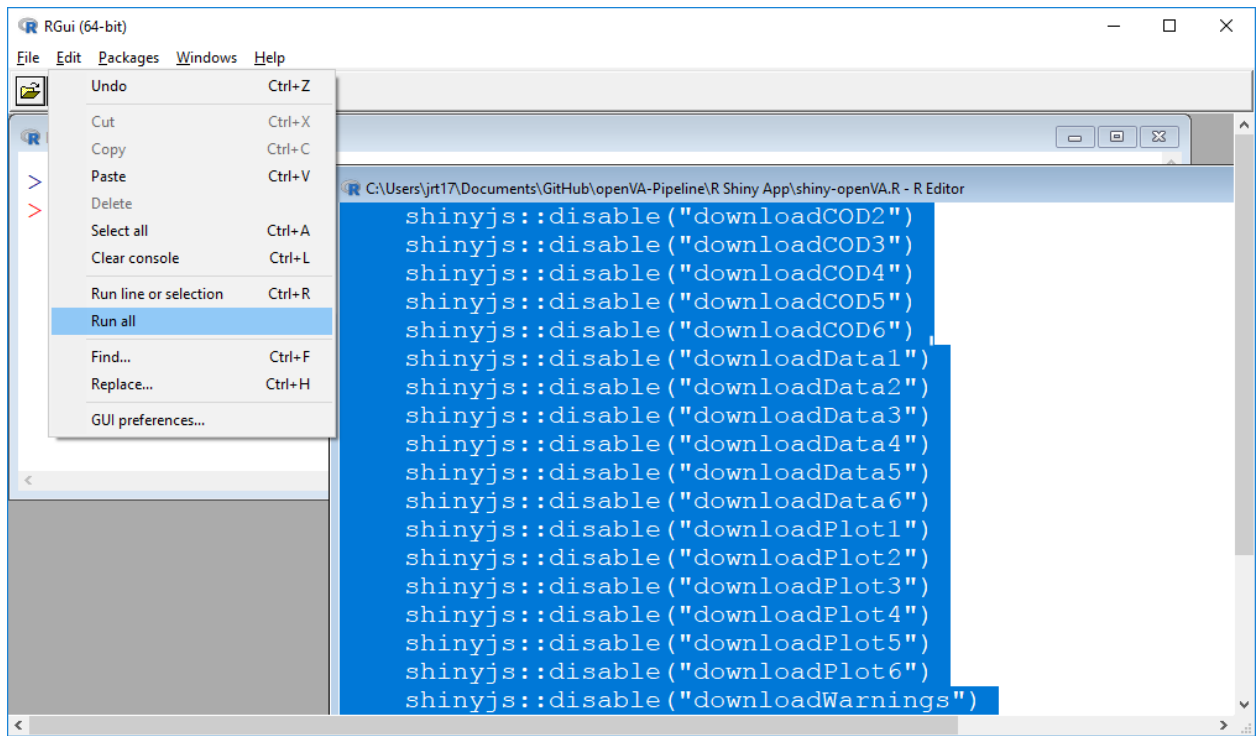 RGui (64-bit)
File Edit Packages Windows Help
Undo Ctrl+Z
Cut Ctrl+X
Copy Ctrl+C
Paste Ctrl+V
Delete
Select all Ctrl+A
Clear console Ctrl+L
Run line or selection Ctrl+R
Run all
Find... Ctrl+F
Replace... Ctrl+H
GUI preferences...
>
>
C:\Users\jrt17\Documents\GitHub\openVA-Pipeline\R Shiny App\shiny-openVA.R - R Editor
shinyjs::disable("downloadCOD2")
shinyjs::disable("downloadCOD3")
shinyjs::disable("downloadCOD4")
shinyjs::disable("downloadCOD5")
shinyjs::disable("downloadCOD6")
shinyjs::disable("downloadData1")
shinyjs::disable("downloadData2")
shinyjs::disable("downloadData3")
shinyjs::disable("downloadData4")
shinyjs::disable("downloadData5")
shinyjs::disable("downloadData6")
shinyjs::disable("downloadPlot1")
shinyjs::disable("downloadPlot2")
shinyjs::disable("downloadPlot3")
shinyjs::disable("downloadPlot4")
shinyjs::disable("downloadPlot5")
shinyjs::disable("downloadPlot6")
shinyjs::disable("downloadWarnings")